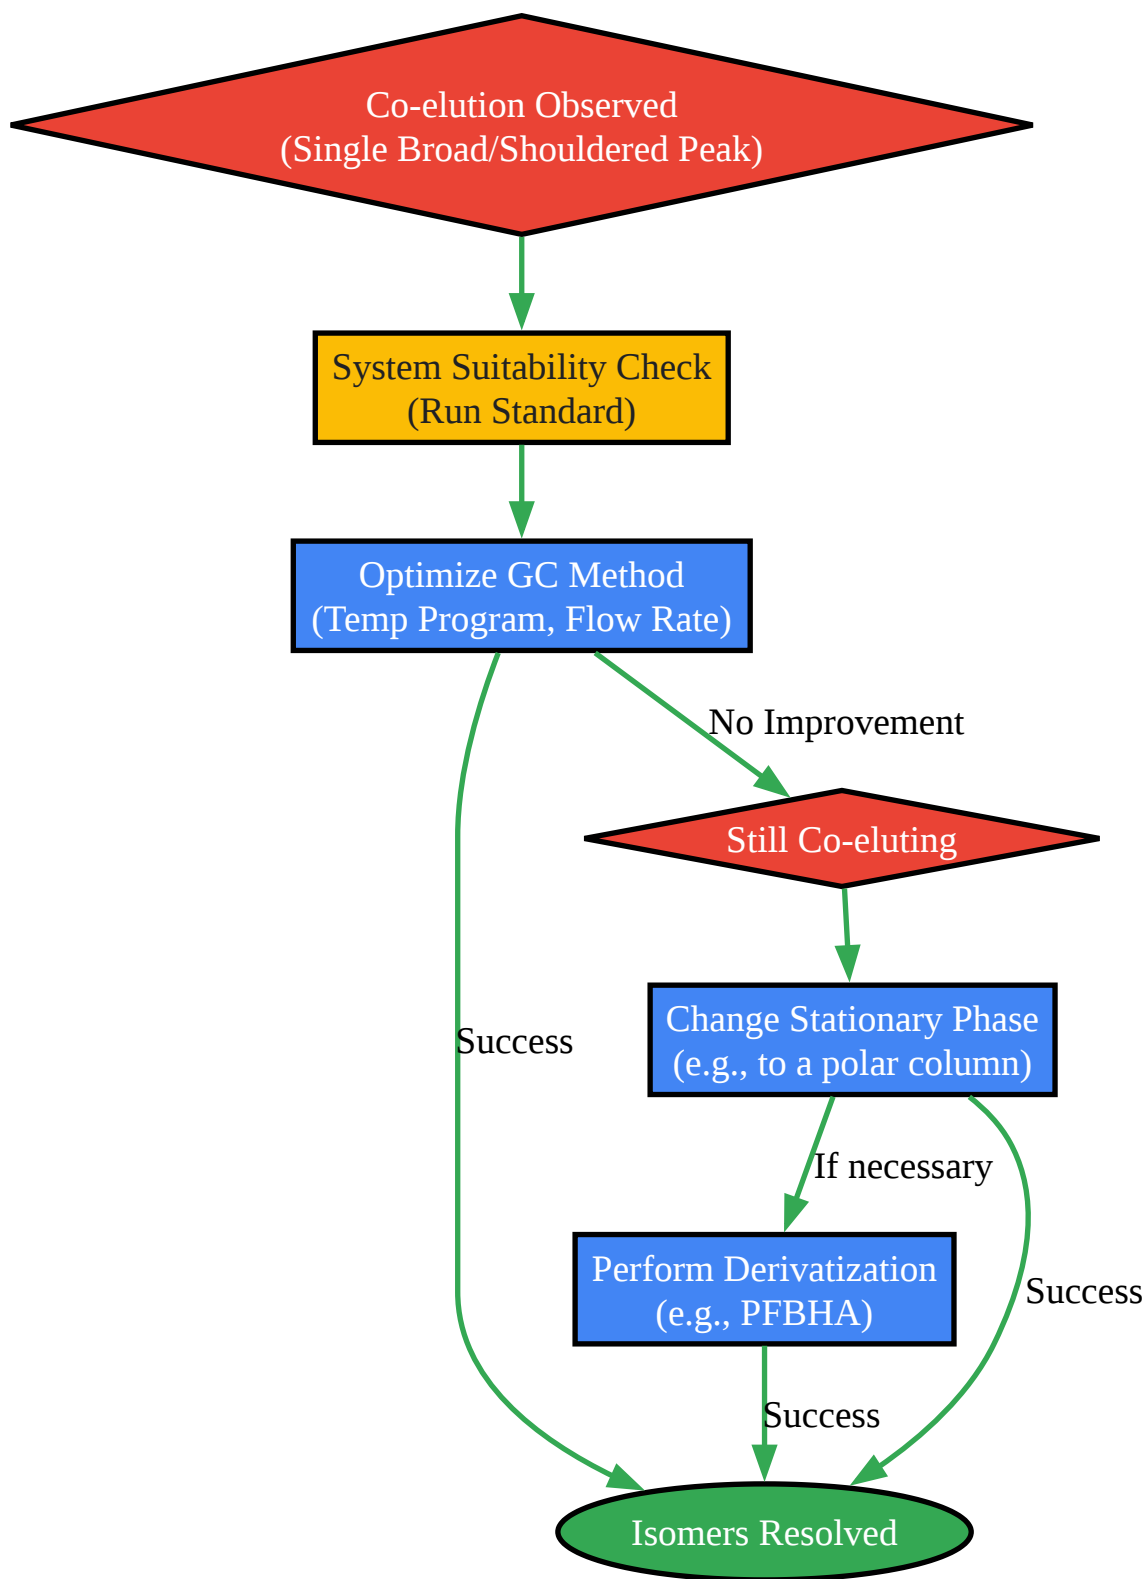 Co-elution Observed
(Single Broad/Shouldered Peak)
System Suitability Check
(Run Standard)
Optimize GC Method
(Temp Program, Flow Rate)
No Improvement
Still Co-eluting
Change Stationary Phase
(e.g., to a polar column)
Success
If necessary
Perform Derivatization
(e.g., PFBHA)
Success
Success
Isomers Resolved